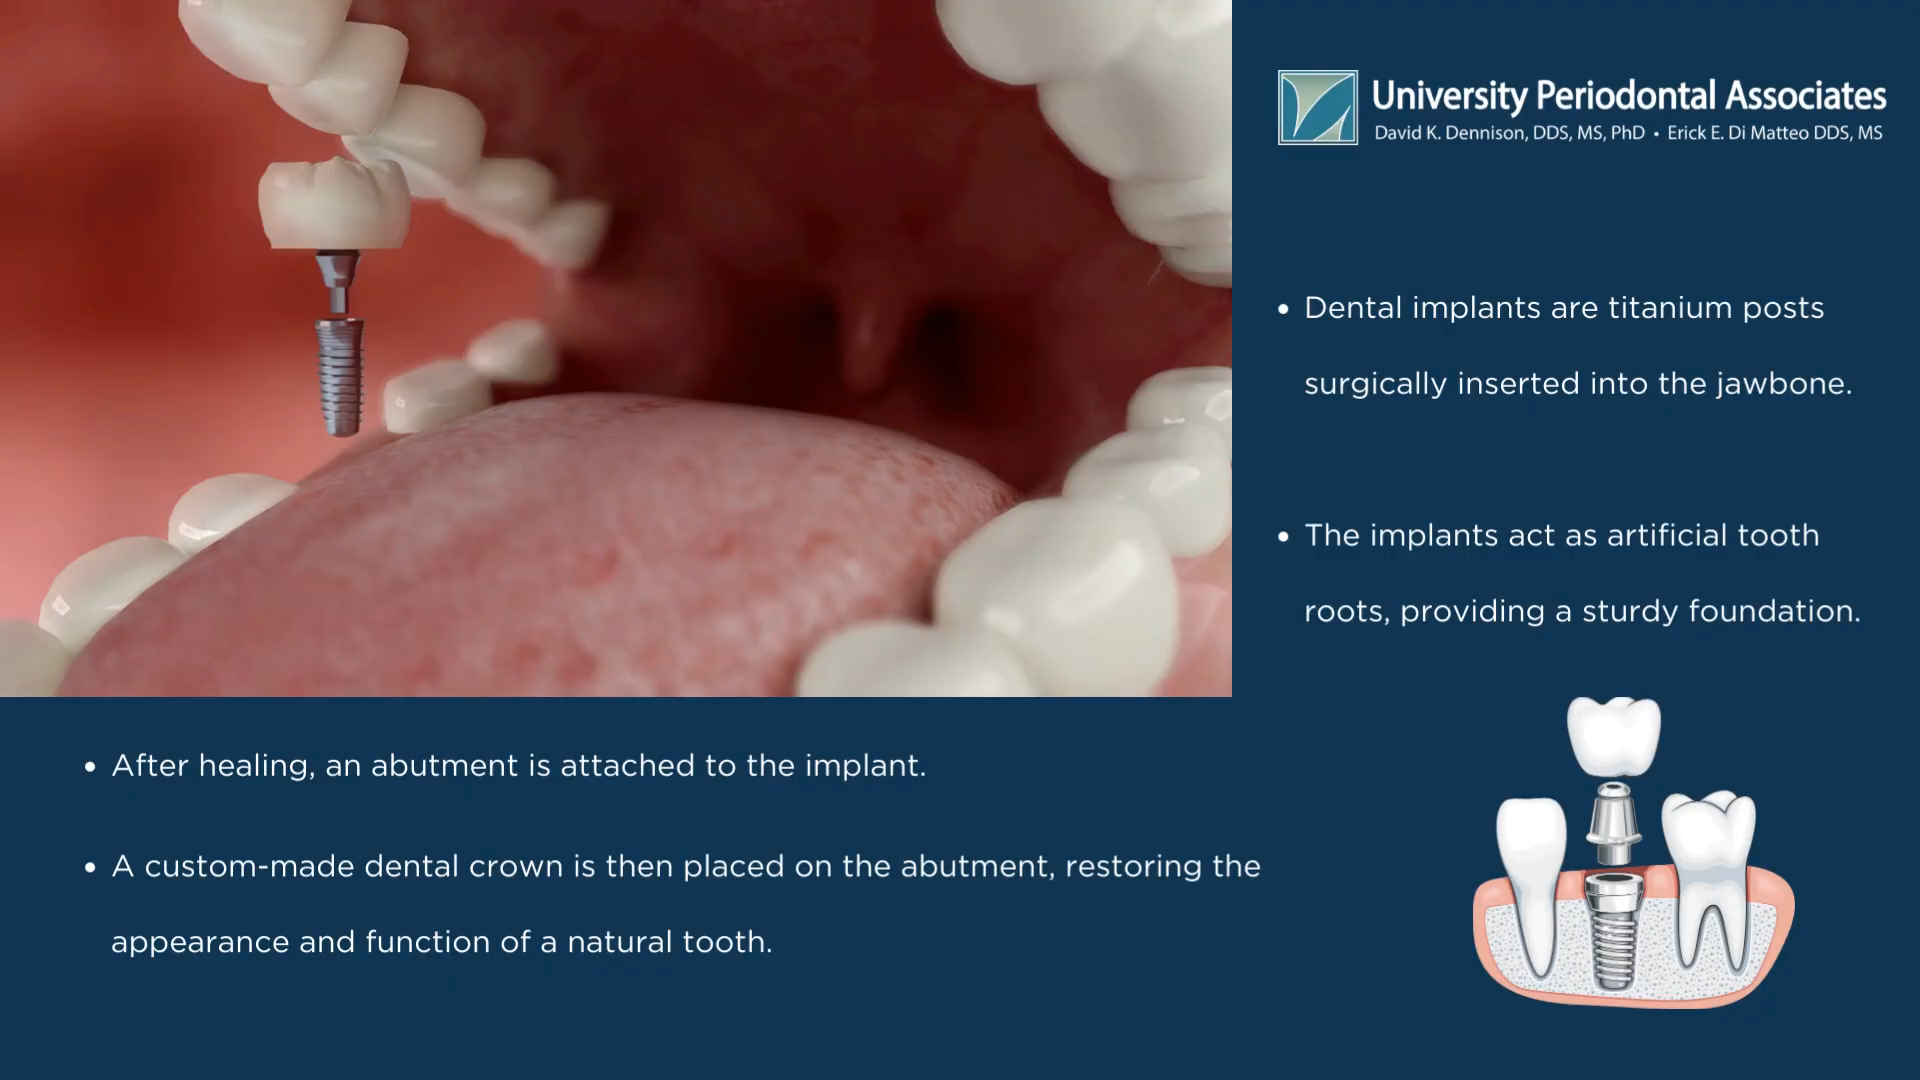 University Periodontal Associates
David K. Dennison, DDS, MS, PhD • Erick E. Di Matteo DDS, MS
• Dental implants are titanium posts
surgically inserted into the jawbone.
• The implants act as artificial tooth
roots, providing a sturdy foundation.
• After healing, an abutment is attached to the implant.
• A custom-made dental crown is then placed on the abutment, restoring the
appearance and function of a natural tooth.